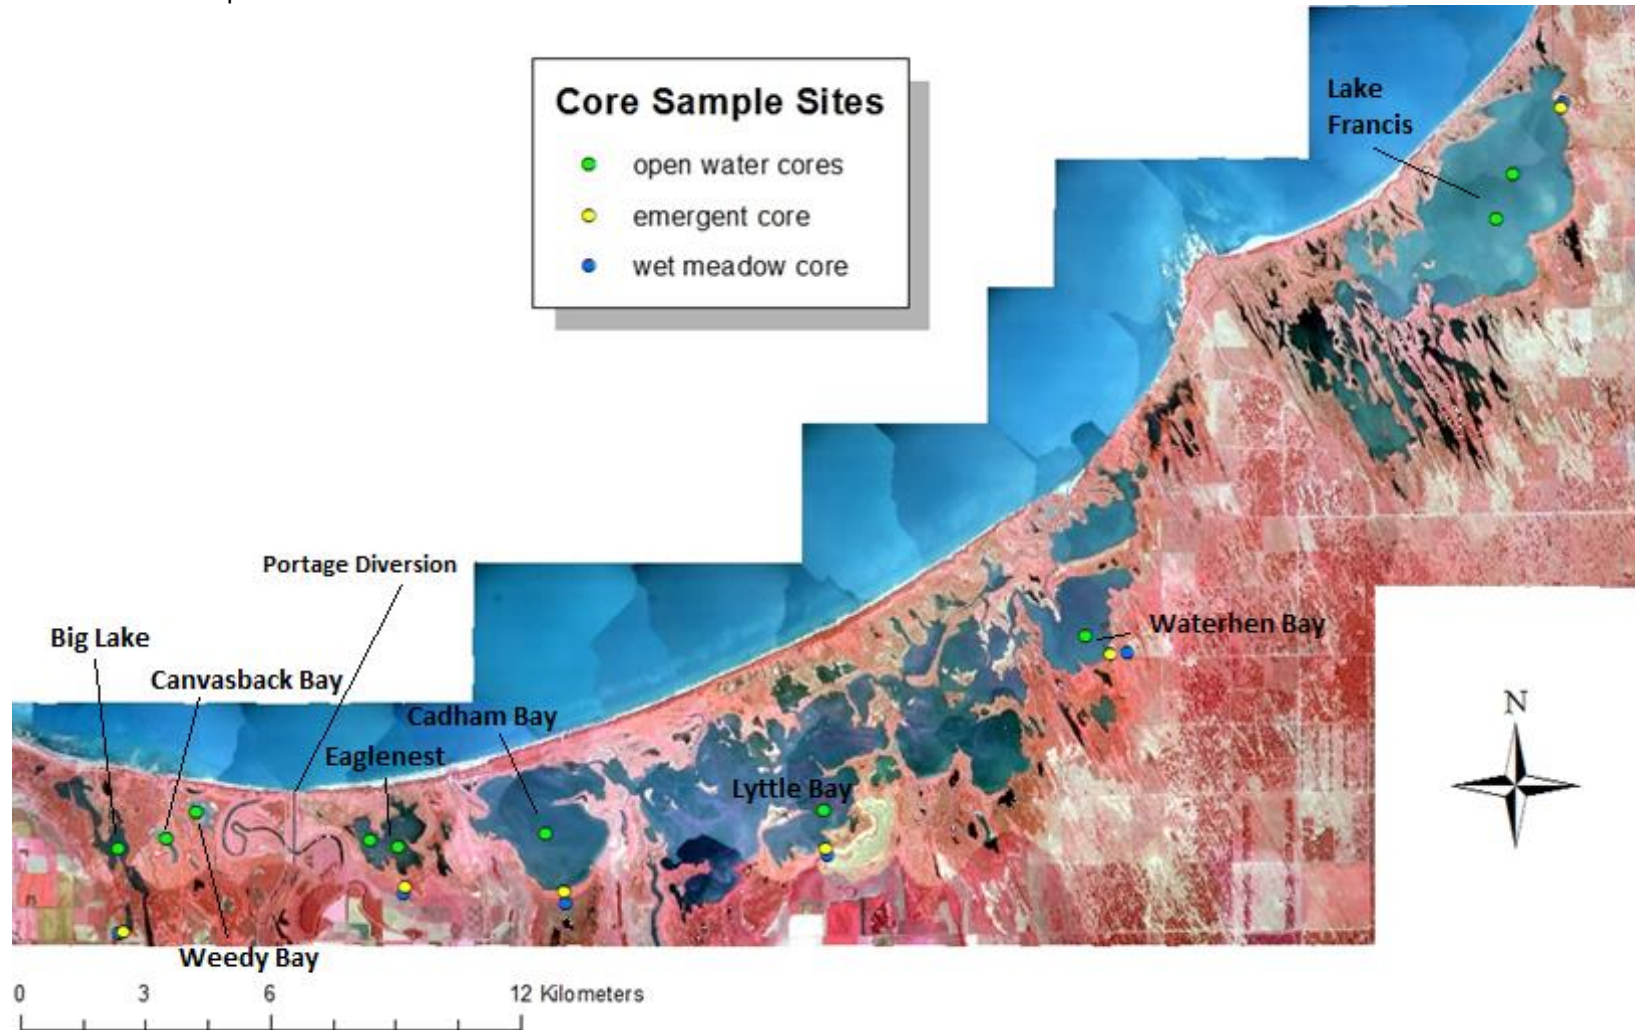 Core Sample Sites
open water cores
emergent core
wet meadow core
Lake
Francis
Portage Diversion
Big Lake
Waterhen Bay
Canvasback Bay
Cadham Bay
Eaglenest
N
Lyttle Bay
Weedy Bay
0 3 6 12 Kilometers